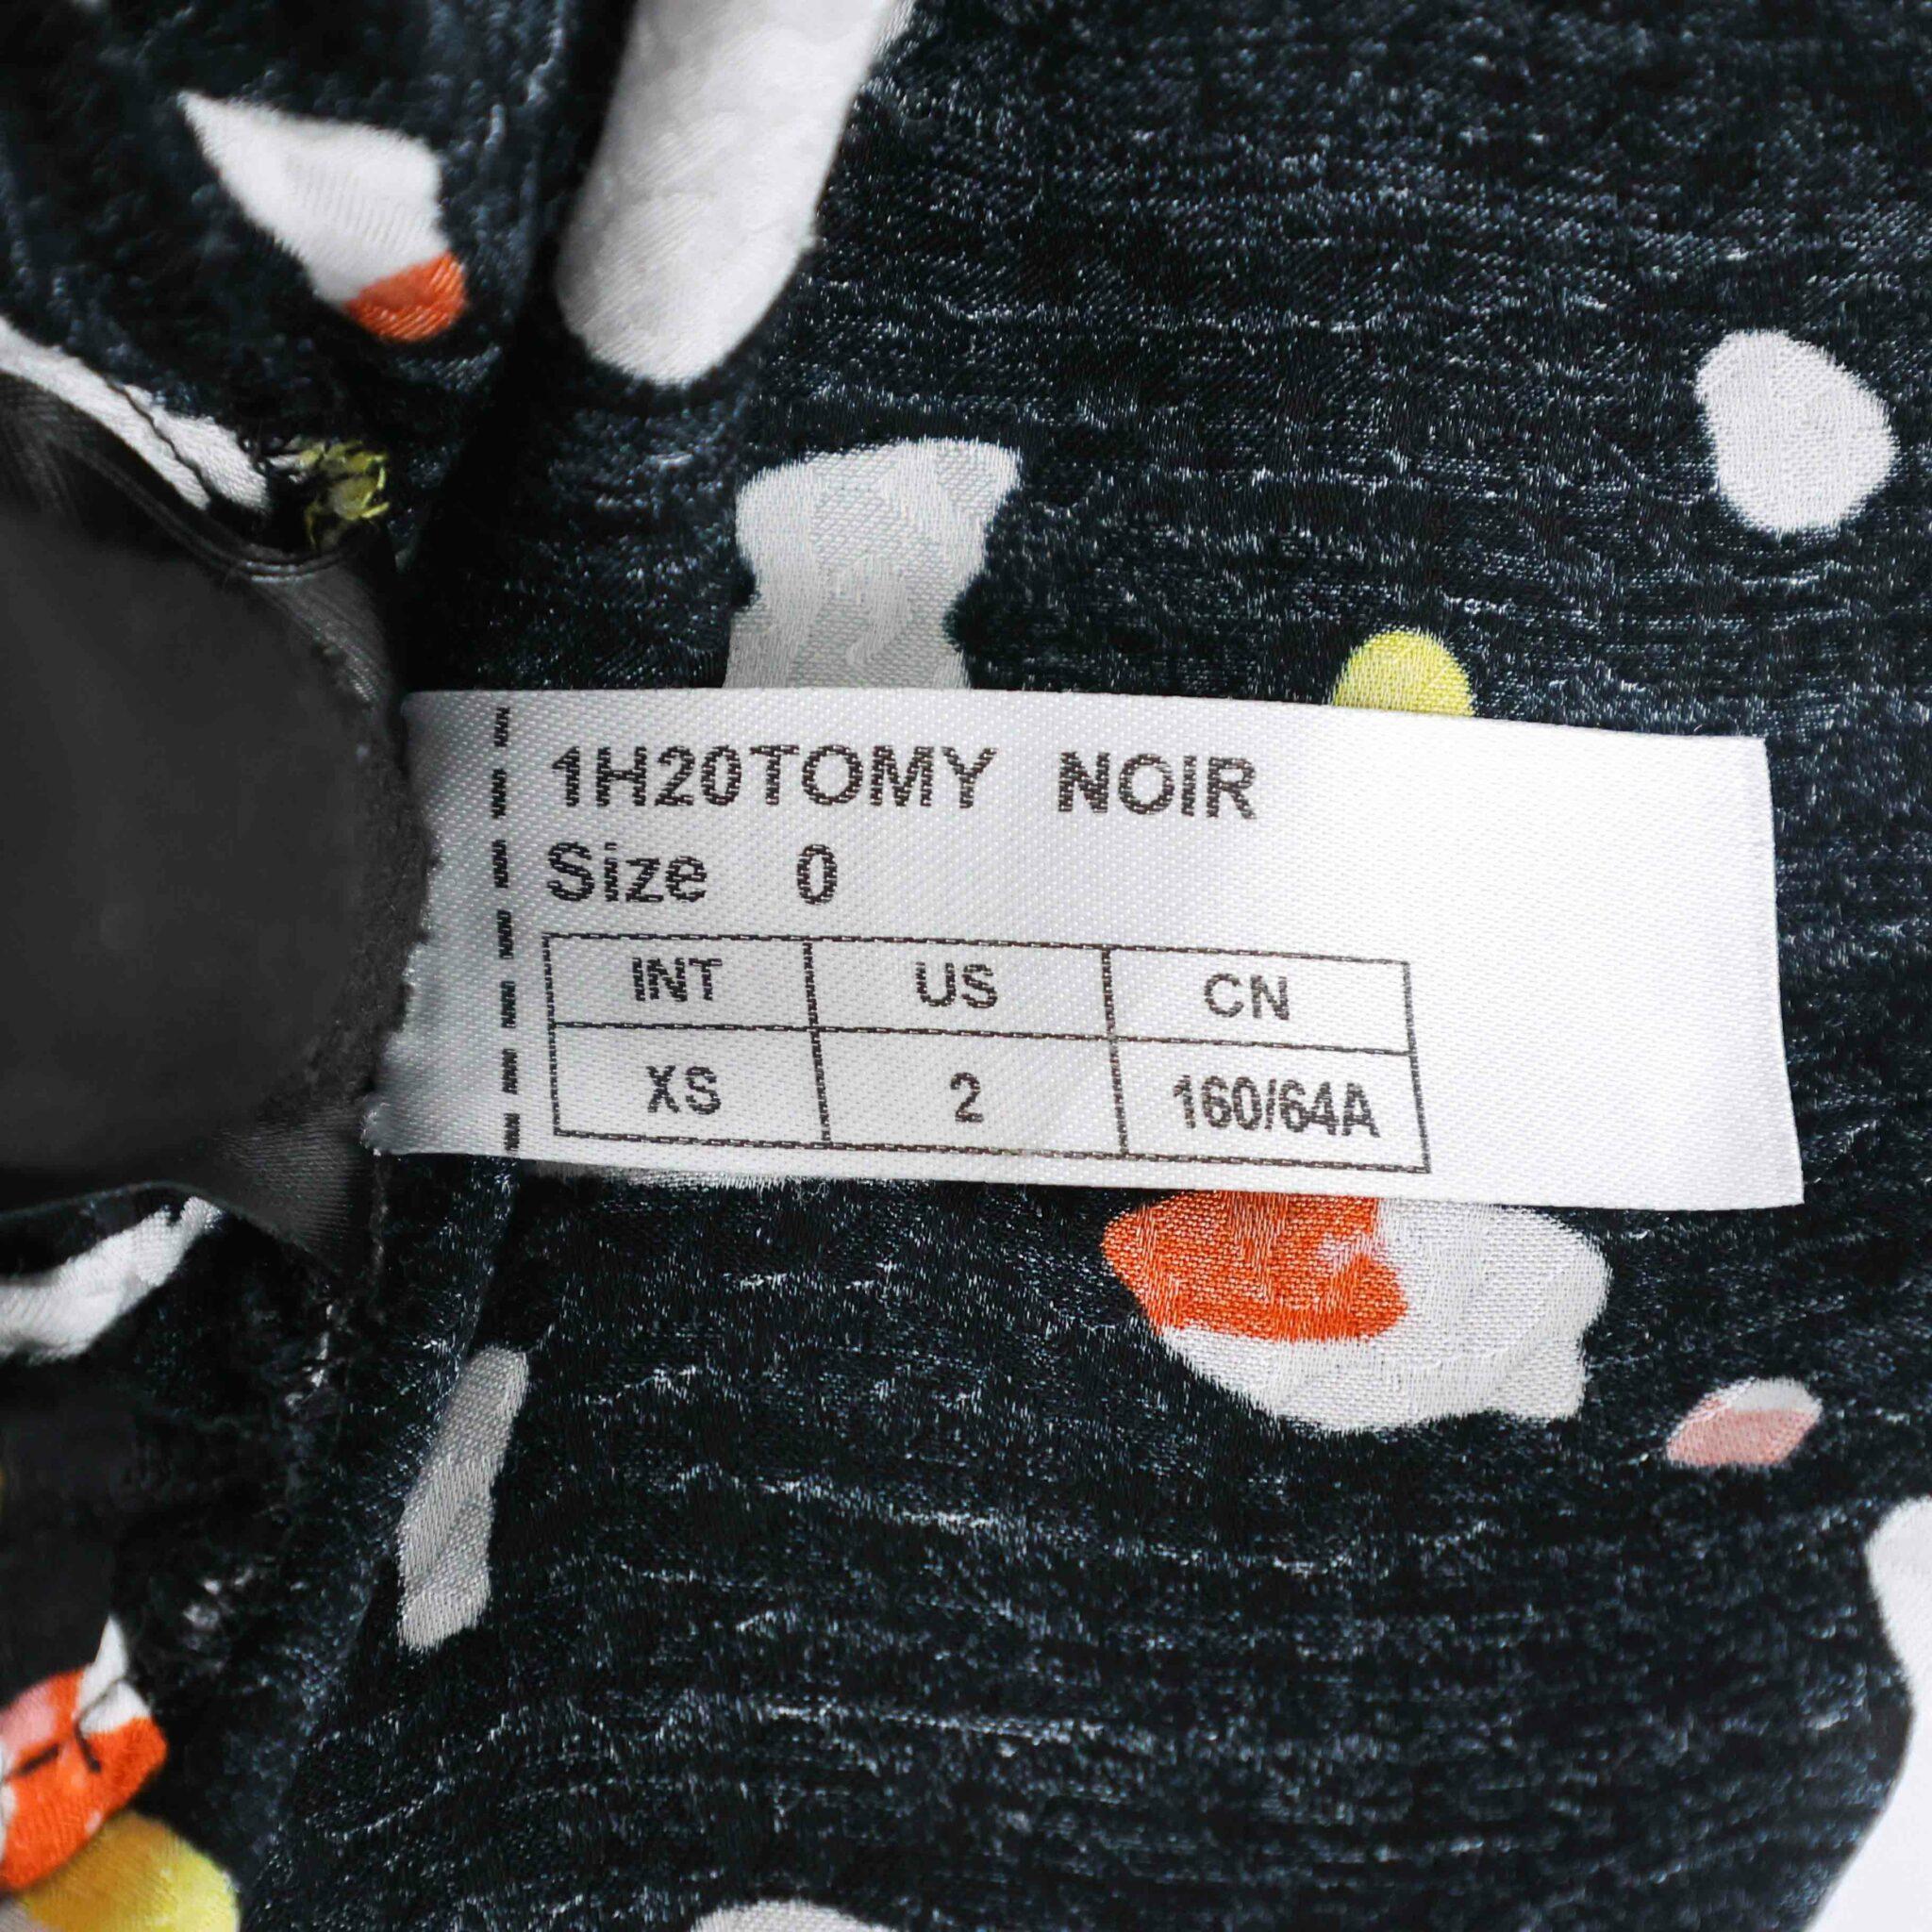 1H20TOMY NOIR
Size 0
INT US CN
XS 2 160/64A